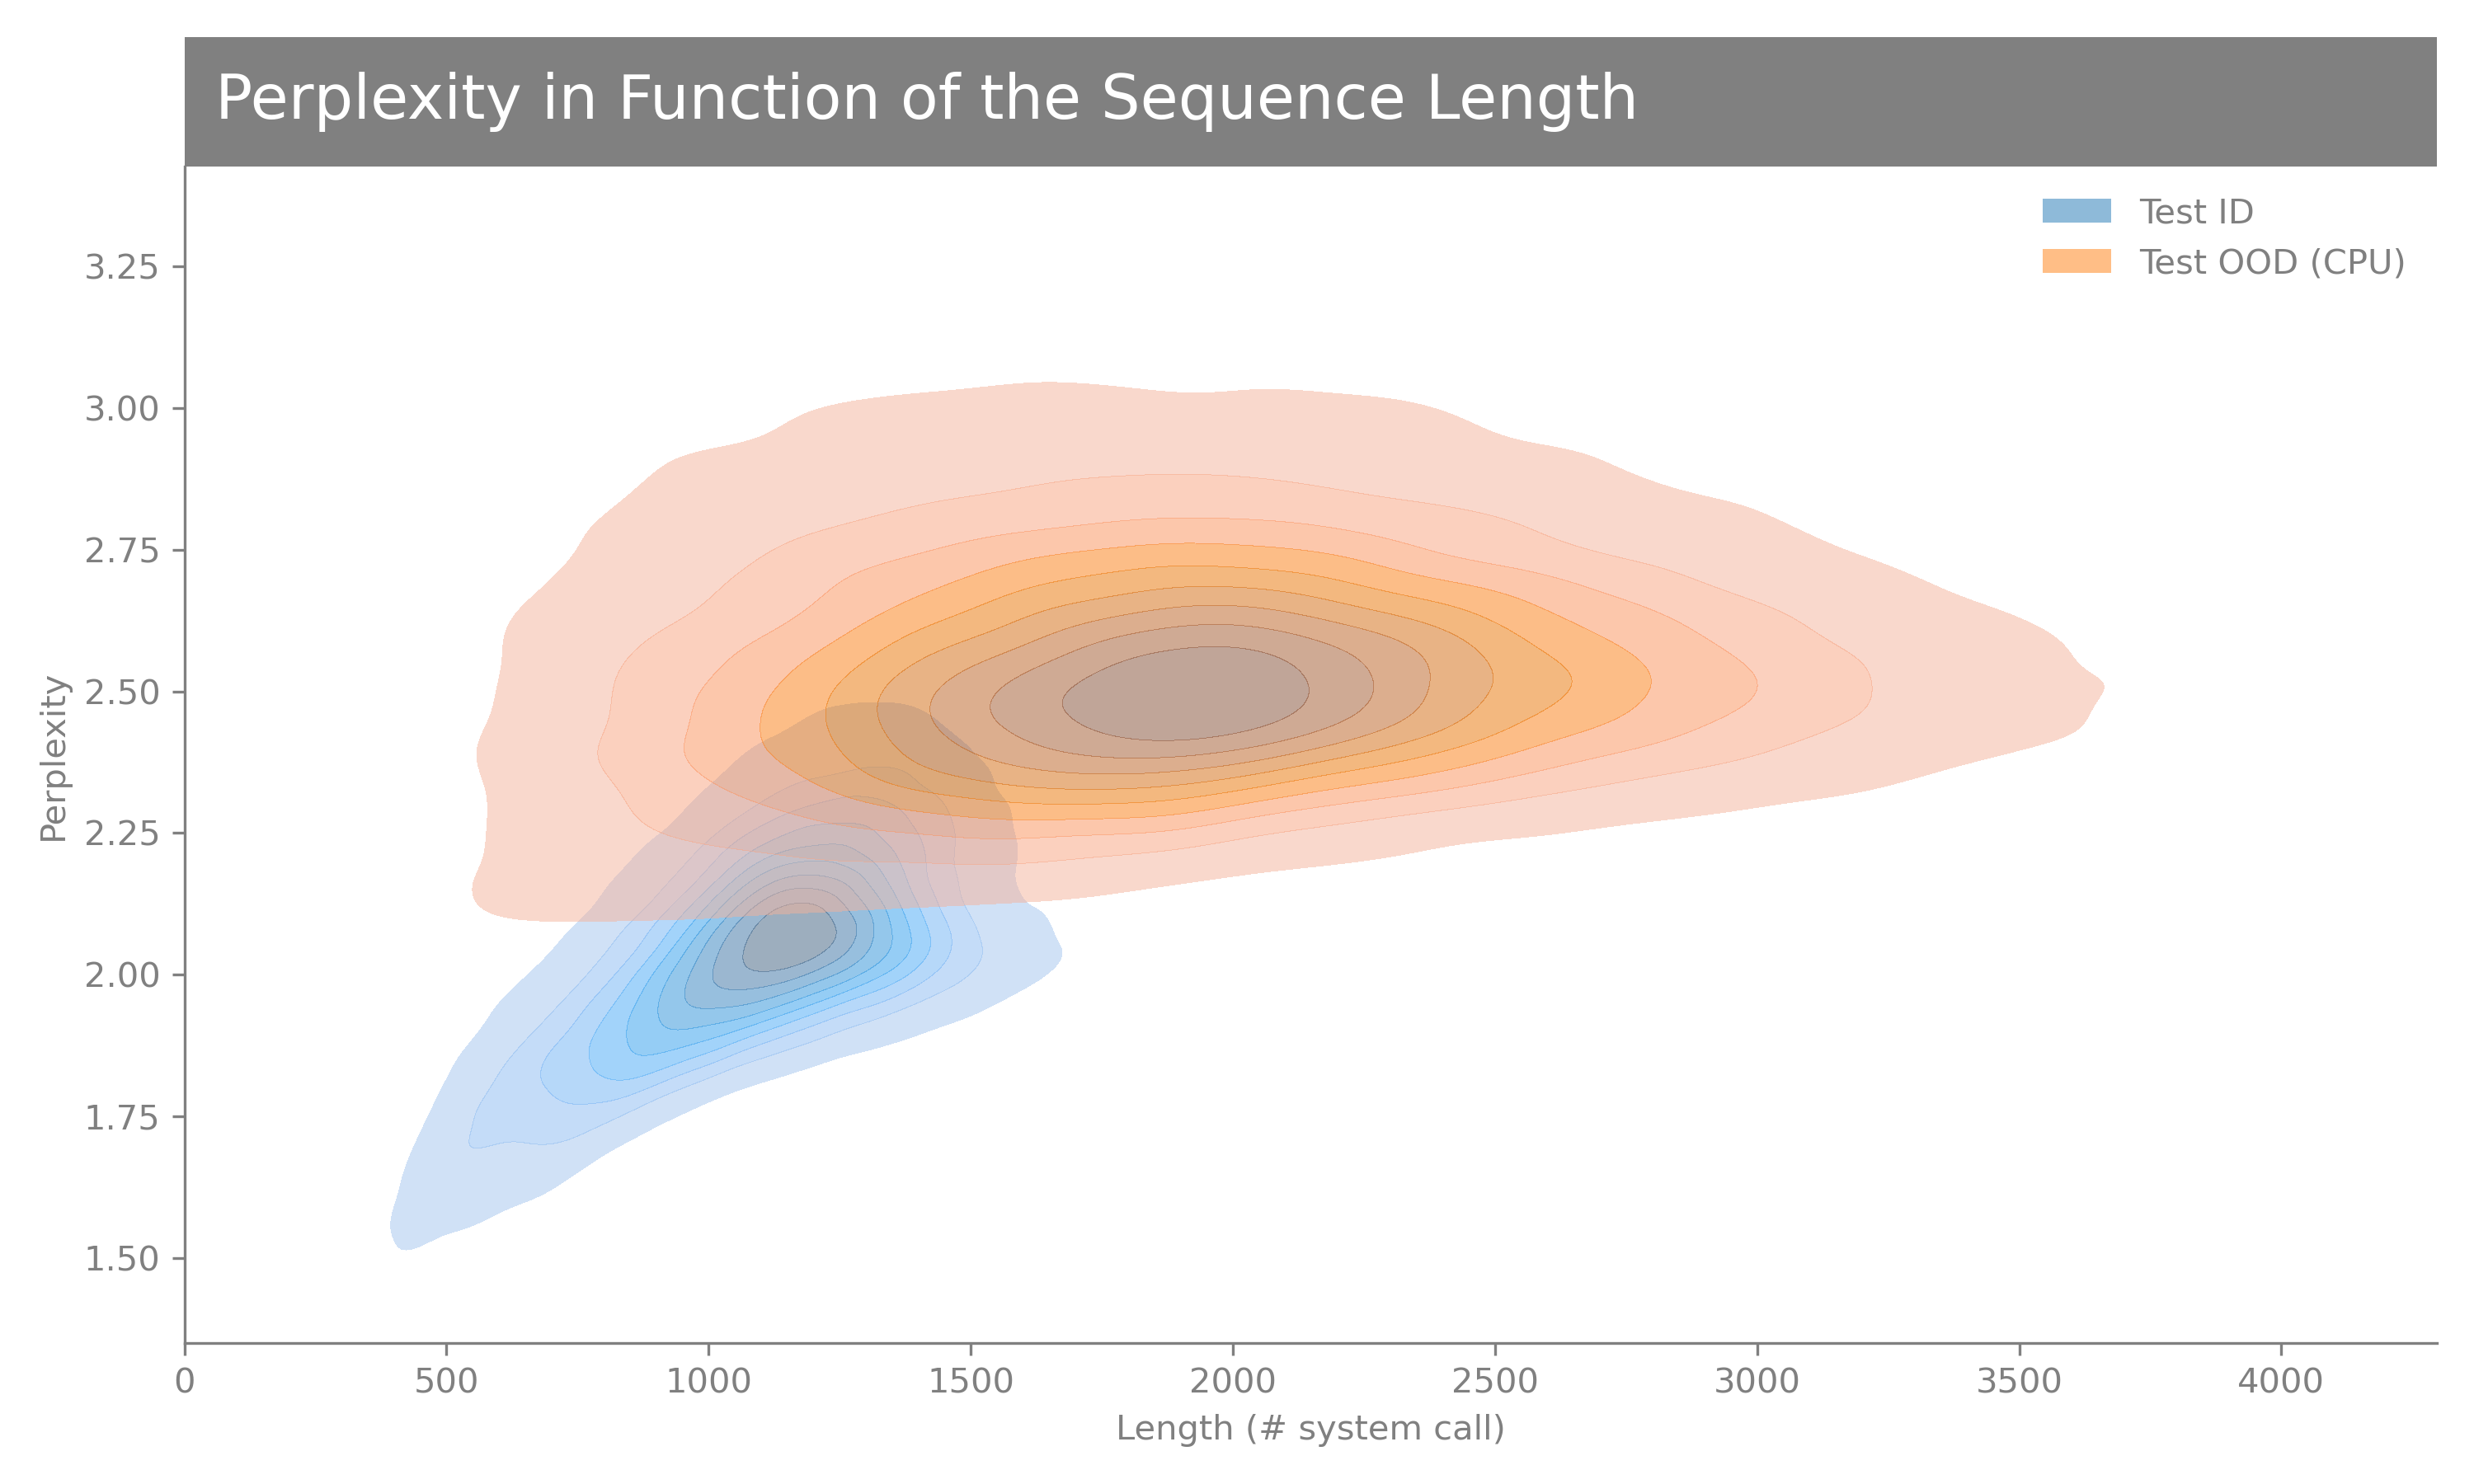 Perplexity in Function of the Sequence Length
Test ID
Test OOD (CPU)
3.25
3.00
2.75
2.50
2.25
2.00
1.75
1.50
Perplexity
0 500 1000 1500 2000 2500 3000 3500 4000
Length (# system call)